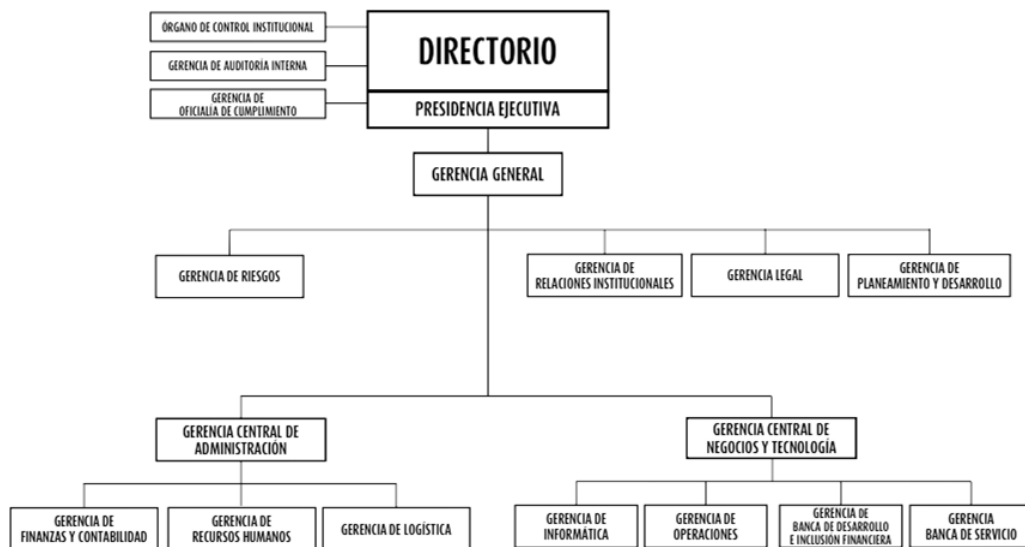 ÓRGANO DE CONTROL INSTITUCIONAL
GERENCIA DE AUDITORÍA INTERNA
GERENCIA DE
OFICIALÍA DE CUMPLIMIENTO
DIRECTORIO
PRESIDENCIA EJECUTIVA
GERENCIA GENERAL
GERENCIA DE RIESGOS
GERENCIA DE
RELACIONES INSTITUCIONALES
GERENCIA LEGAL
GERENCIA DE
PLANEAMIENTO Y DESARROLLO
GERENCIA CENTRAL DE
ADMINISTRACIÓN
GERENCIA CENTRAL DE
NEGOCIOS Y TECNOLOGÍA
GERENCIA DE
FINANZAS Y CONTABILIDAD
GERENCIA DE
RECURSOS HUMANOS
GERENCIA DE LOGÍSTICA
GERENCIA DE
INFORMÁTICA
GERENCIA DE
OPERACIONES
GERENCIA DE
BANCA DE DESARROLLO
E INCLUSIÓN FINANCIERA
GERENCIA
BANCA DE SERVICIO